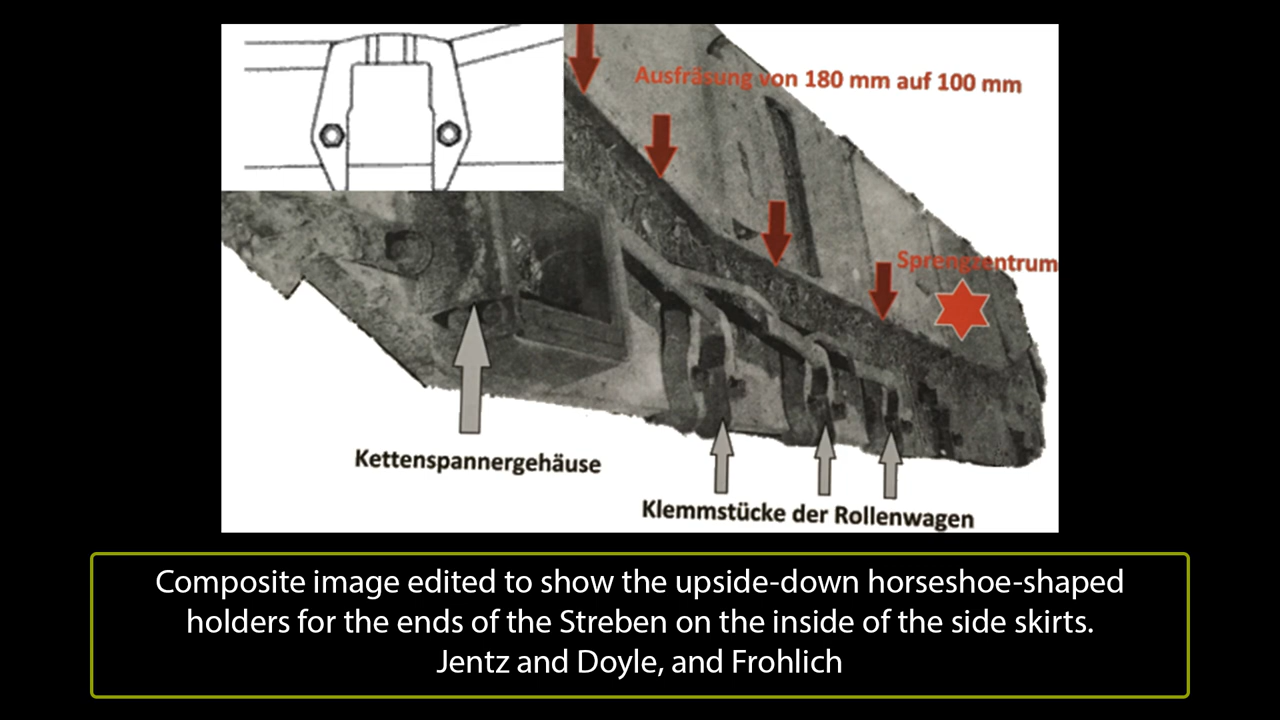 Ausfräsung von 180 mm auf 100 mm
Sprengzentrum
Kettenspannergehäuse
Klemmstücke der Rollenwagen
Composite image edited to show the upside-down horseshoe-shaped
holders for the ends of the Streben on the inside of the side skirts.
Jentz and Doyle, and Frohlich